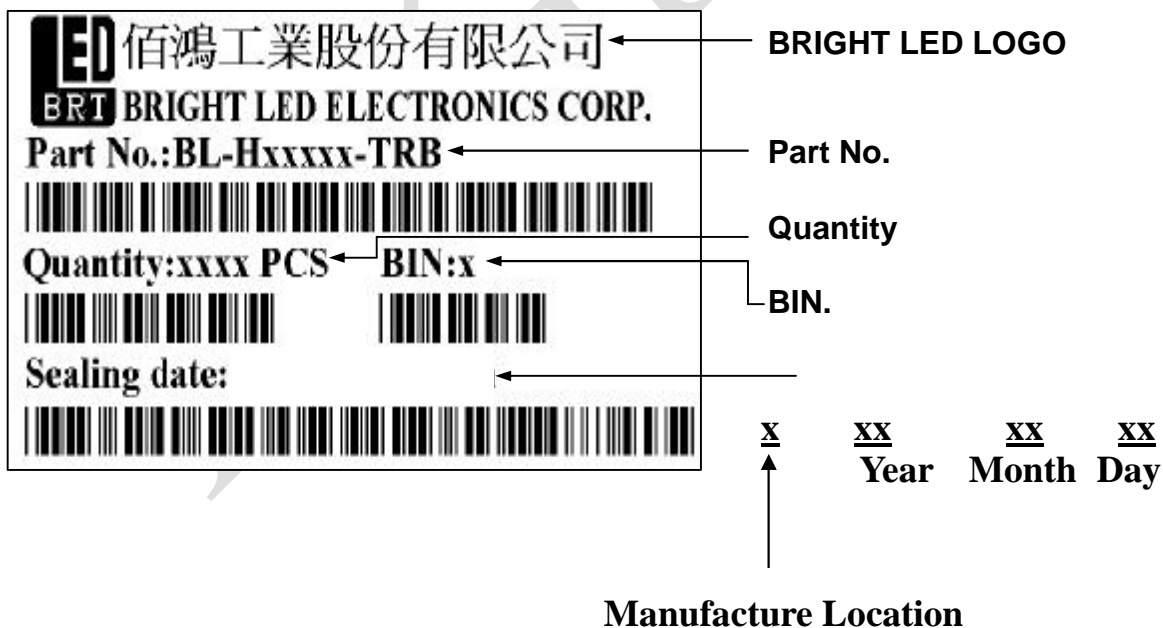 LED 佰鴻工業股份有限公司
BRIGHT LED LOGO
BRT BRIGHT LED ELECTRONICS CORP.
Part No.:BL-Hxxxxx-TRB
Part No.
Quantity
Quantity:xxxx PCS BIN:x
BIN.
Sealing date:
x xx xx xx
Year Month Day
Manufacture Location